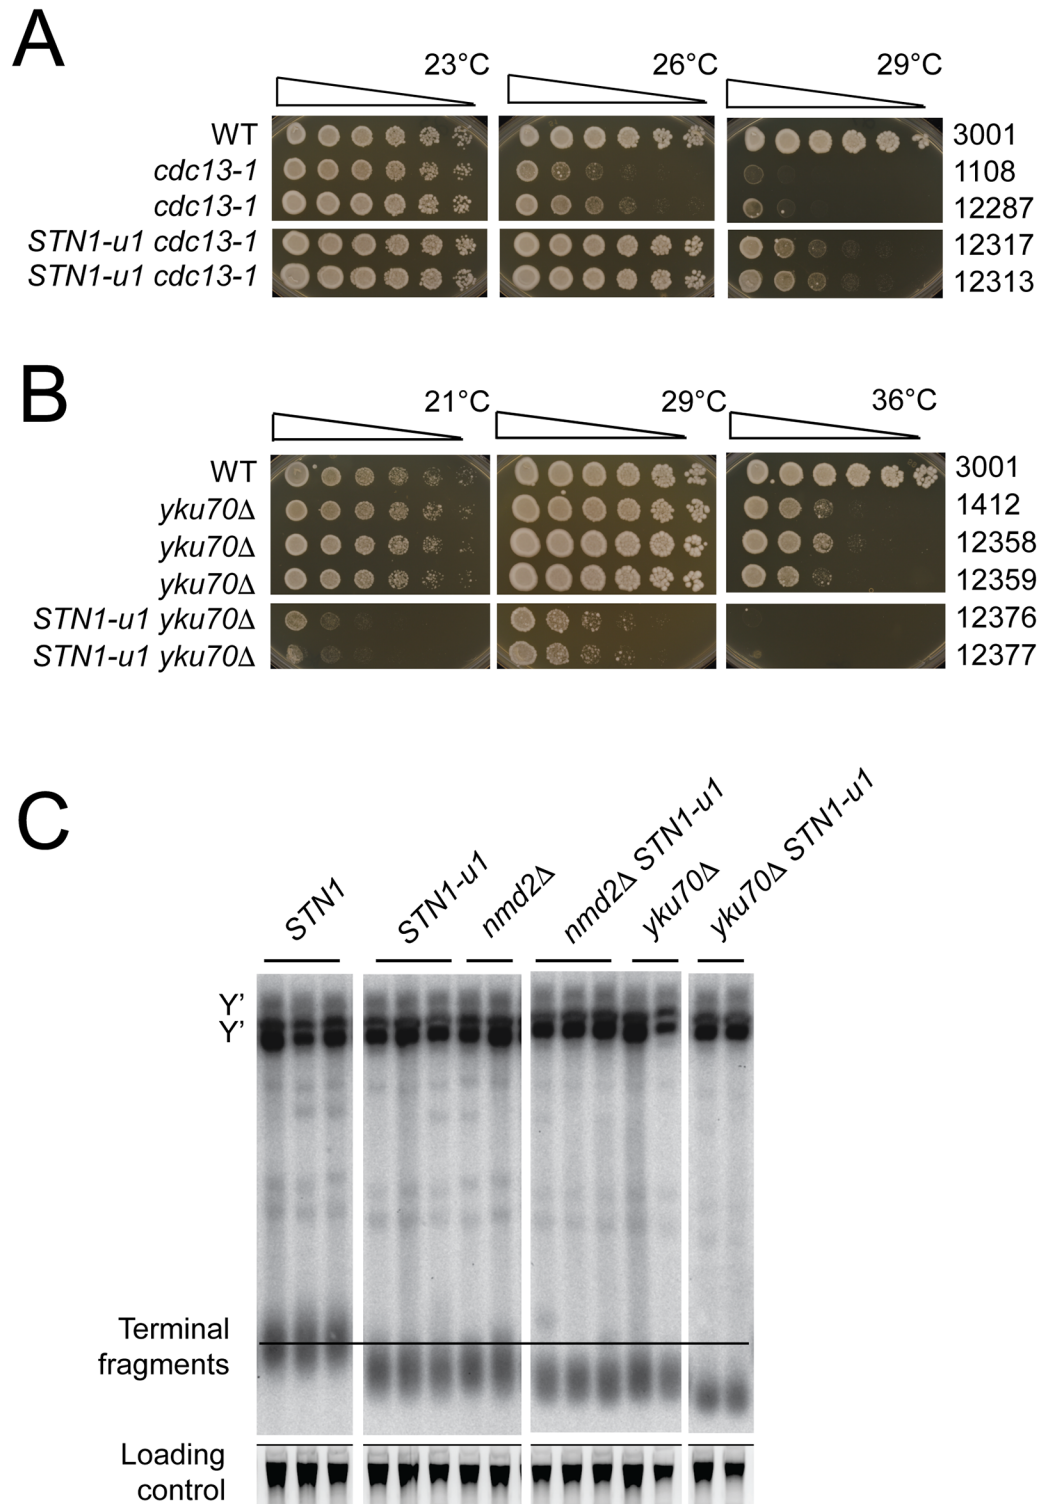 A
23°C 26°C 29°C
WT 3001
cdc13-1 1108
cdc13-1 12287
STN1-u1 cdc13-1 12317
STN1-u1 cdc13-1 12313
B
21°C 29°C 36°C
WT 3001
yku70Δ 1412
yku70Δ 12358
yku70Δ 12359
STN1-u1 yku70Δ 12376
STN1-u1 yku70Δ 12377
C
STN1
STN1-u1
nmd2Δ
nmd2Δ STN1-u1
yku70Δ
yku70Δ STN1-u1
Y’
Y’
Terminal
fragments
Loading
control